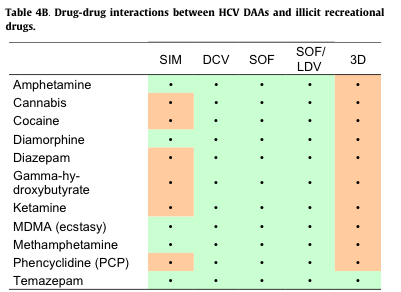 Table 4B. Drug-drug interactions between HCV DAAs and illicit recreational
drugs.
SIM DCV SOF SOF/
LDV 3D
Amphetamine • • • • •
Cannabis • • • • •
Cocaine • • • • •
Diamorphine • • • • •
Diazepam • • • • •
Gamma-hy-
droxybutyrate • • • • •
Ketamine • • • • •
MDMA (ecstasy) • • • • •
Methamphetamine • • • • •
Phencyclidine (PCP) • • • • •
Temazepam • • • • •